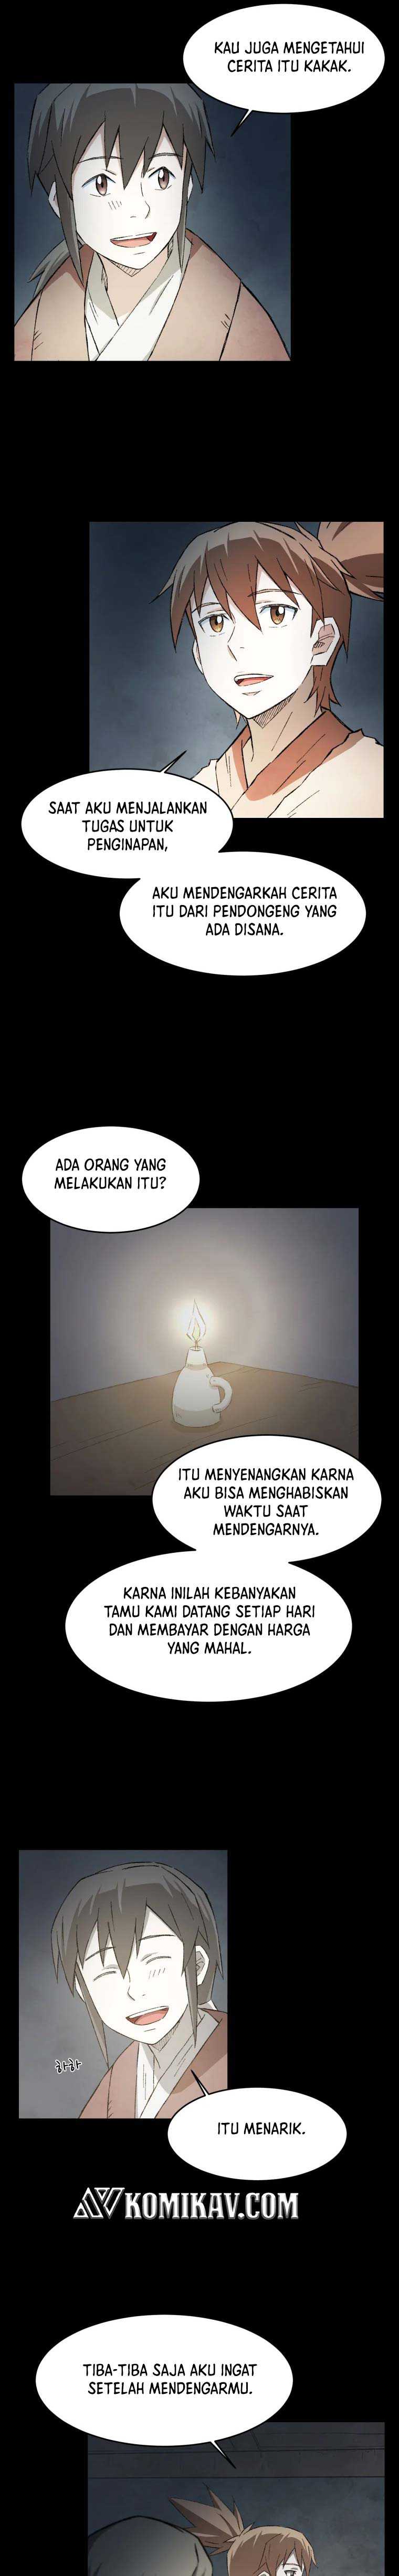 KAU JUGA MENGETAHUI
CERITA ITU KAKAK.
SAAT AKU MENJALANKAN
TUGAS UNTUK
PENGINAPAN,
AKU MENDENGARKAH CERITA
ITU DARI PENDONGENG YANG
ADA DISANA.
ADA ORANG YANG
MELAKUKAN ITU?
ITU MENYENANGKAN KARNA
AKU BISA MENGHABISKAN
WAKTU SAAT
MENDENGARNYA.
KARNA INILAH KEBANYAKAN
TAMU KAMI DATANG SETIAP HARI
DAN MEMBAYAR DENGAN HARGA
YANG MAHAL.
하하
ITU MENARIK.
KOMIKAV.COM
TIBA-TIBA SAJA AKU INGAT
SETELAH MENDENGARMU.